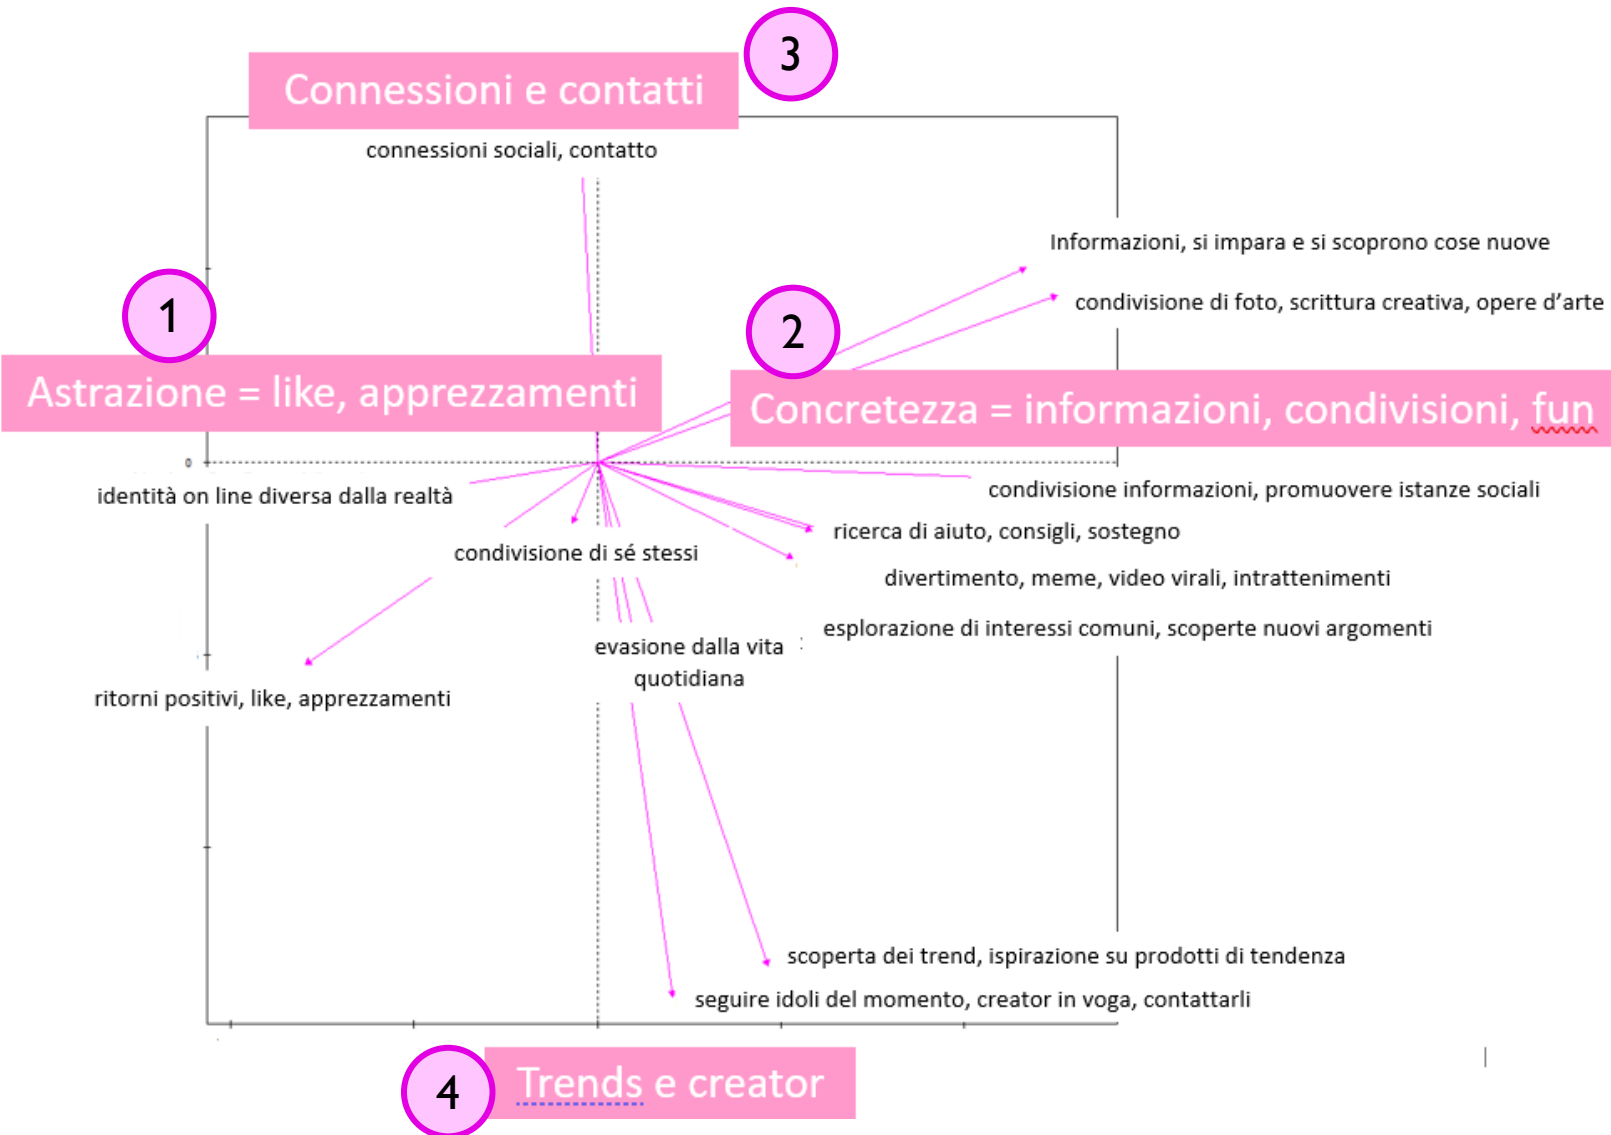 3
Connessioni e contatti
connessioni sociali, contatto
Informazioni, si impara e si scoprono cose nuove
condivisione di foto, scrittura creativa, opere d'arte
1
2
Astrazione = like, apprezzamenti
Concretezza = informazioni, condivisioni, fun
0
identità on line diversa dalla realtà
condivisione informazioni, promuovere istanze sociali
ricerca di aiuto, consigli, sostegno
condivisione di sé stessi
divertimento, meme, video virali, intrattenimenti
esplorazione di interessi comuni, scoperte nuovi argomenti
evasione dalla vita
quotidiana
ritorni positivi, like, apprezzamenti
scoperta dei trend, ispirazione su prodotti di tendenza
seguire idoli del momento, creator in voga, contattarli
4
Trends e creator